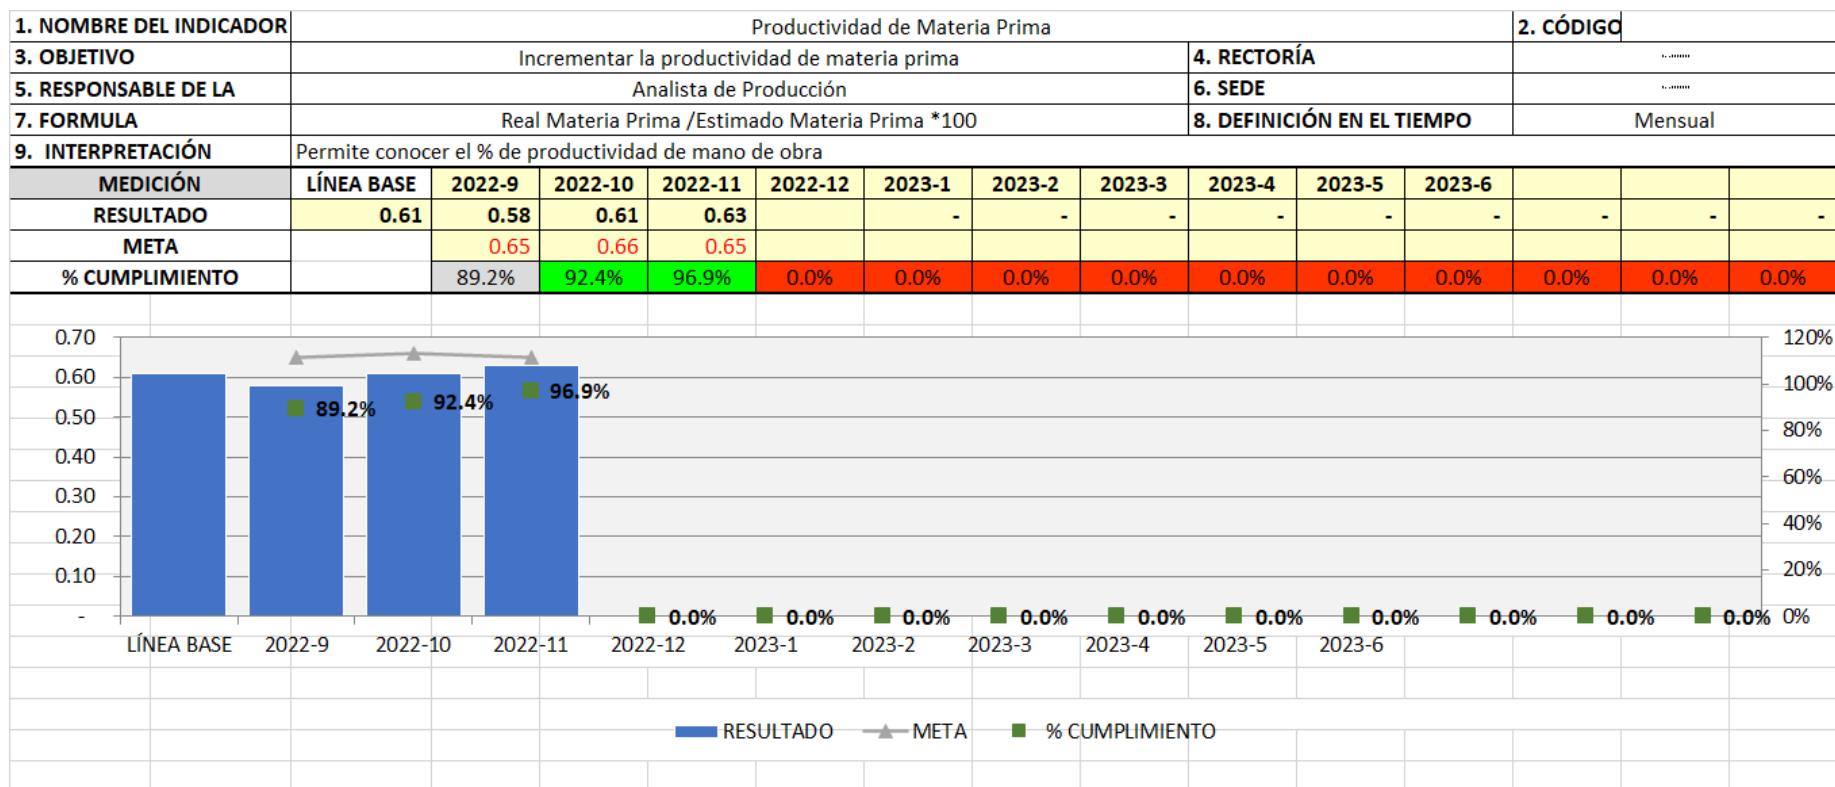 1. NOMBRE DEL INDICADOR Productividad de Materia Prima 2. CÓDIGO
3. OBJETIVO Incrementar la productividad de materia prima 4. RECTORÍA
5. RESPONSABLE DE LA Analista de Producción 6. SEDE
7. FORMULA Real Materia Prima /Estimado Materia Prima *100 8. DEFINICIÓN EN EL TIEMPO Mensual
9. INTERPRETACIÓN Permite conocer el % de productividad de mano de obra
MEDICIÓN LÍNEA BASE 2022-9 2022-10 2022-11 2022-12 2023-1 2023-2 2023-3 2023-4 2023-5 2023-6
RESULTADO 0.61 0.58 0.61 0.63 - - - - - - - - -
META 0.65 0.66 0.65
% CUMPLIMIENTO 89.2% 92.4% 96.9% 0.0% 0.0% 0.0% 0.0% 0.0% 0.0% 0.0% 0.0% 0.0% 0.0%
0.70 120%
0.60 100%
96.9%
92.4%
89.2%
0.50
80%
0.40
60%
0.30
40%
0.20
20%
0.10
- 0.0% 0.0% 0.0% 0.0% 0.0% 0.0% 0.0% 0.0% 0.0% 0.0% 0%
LÍNEA BASE 2022-9 2022-10 2022-11 2022-12 2023-1 2023-2 2023-3 2023-4 2023-5 2023-6
RESULTADO META % CUMPLIMIENTO